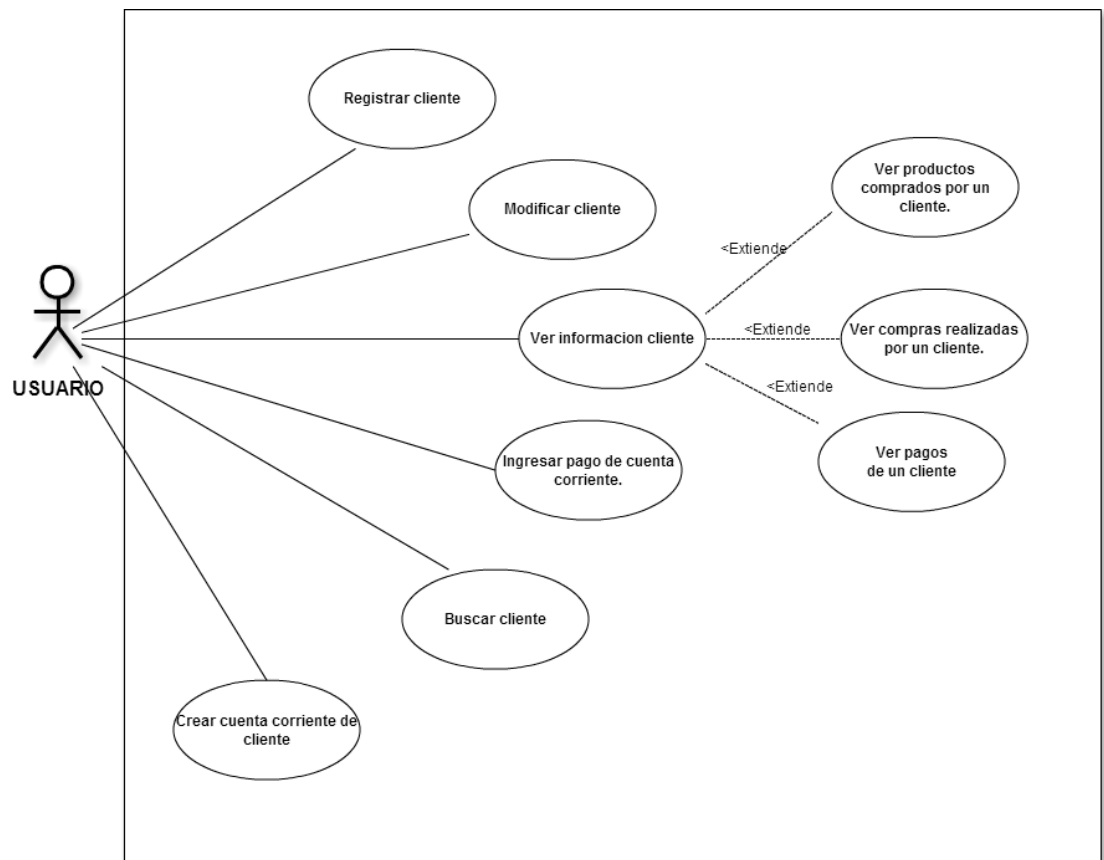 Registrar cliente
Modificar cliente
Ver productos
comprados por un
cliente.
<Extiende
Ver informacion cliente
<Extiende
Ver compras realizadas
por un cliente.
<Extiende
USUARIO
Ver pagos
de un cliente
Ingresar pago de cuenta
corriente.
Buscar cliente
Crear cuenta corriente de
cliente